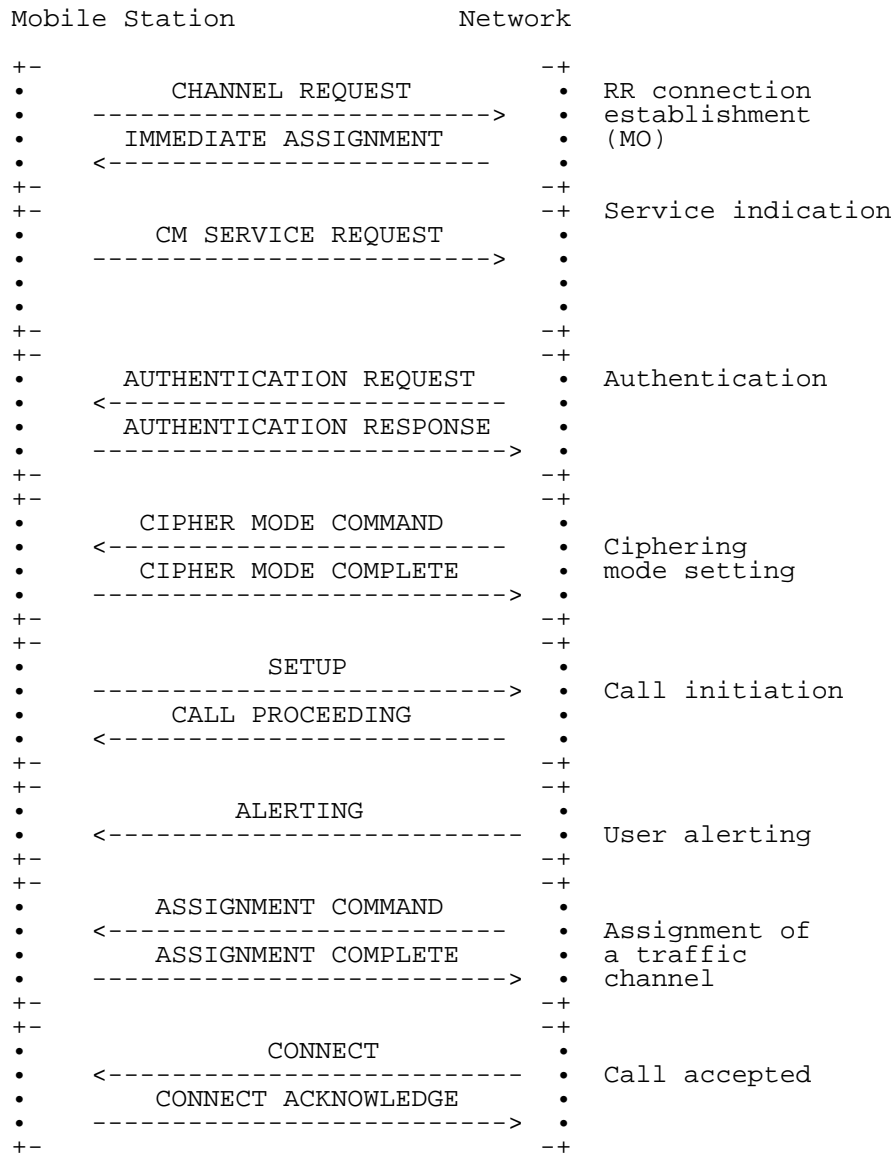 Mobile Station Network
+- -+
• CHANNEL REQUEST • RR connection
• -------------------------> • establishment
• IMMEDIATE ASSIGNMENT • (MO)
• <------------------------ •
+- -+
+- -+ Service indication
• CM SERVICE REQUEST •
• -------------------------> •
• •
• •
+- -+
+- -+
• AUTHENTICATION REQUEST • Authentication
• <------------------------- •
• AUTHENTICATION RESPONSE •
• --------------------------> •
+- -+
+- -+
• CIPHER MODE COMMAND •
• <------------------------- • Ciphering
• CIPHER MODE COMPLETE • mode setting
• --------------------------> •
+- -+
+- -+
• SETUP •
• --------------------------> • Call initiation
• CALL PROCEEDING •
• <------------------------- •
+- -+
+- -+
• ALERTING •
• <-------------------------- • User alerting
+- -+
+- -+
• ASSIGNMENT COMMAND •
• <------------------------- • Assignment of
• ASSIGNMENT COMPLETE • a traffic
• --------------------------> • channel
+- -+
+- -+
• CONNECT •
• <-------------------------- • Call accepted
• CONNECT ACKNOWLEDGE •
• --------------------------> •
+- -+